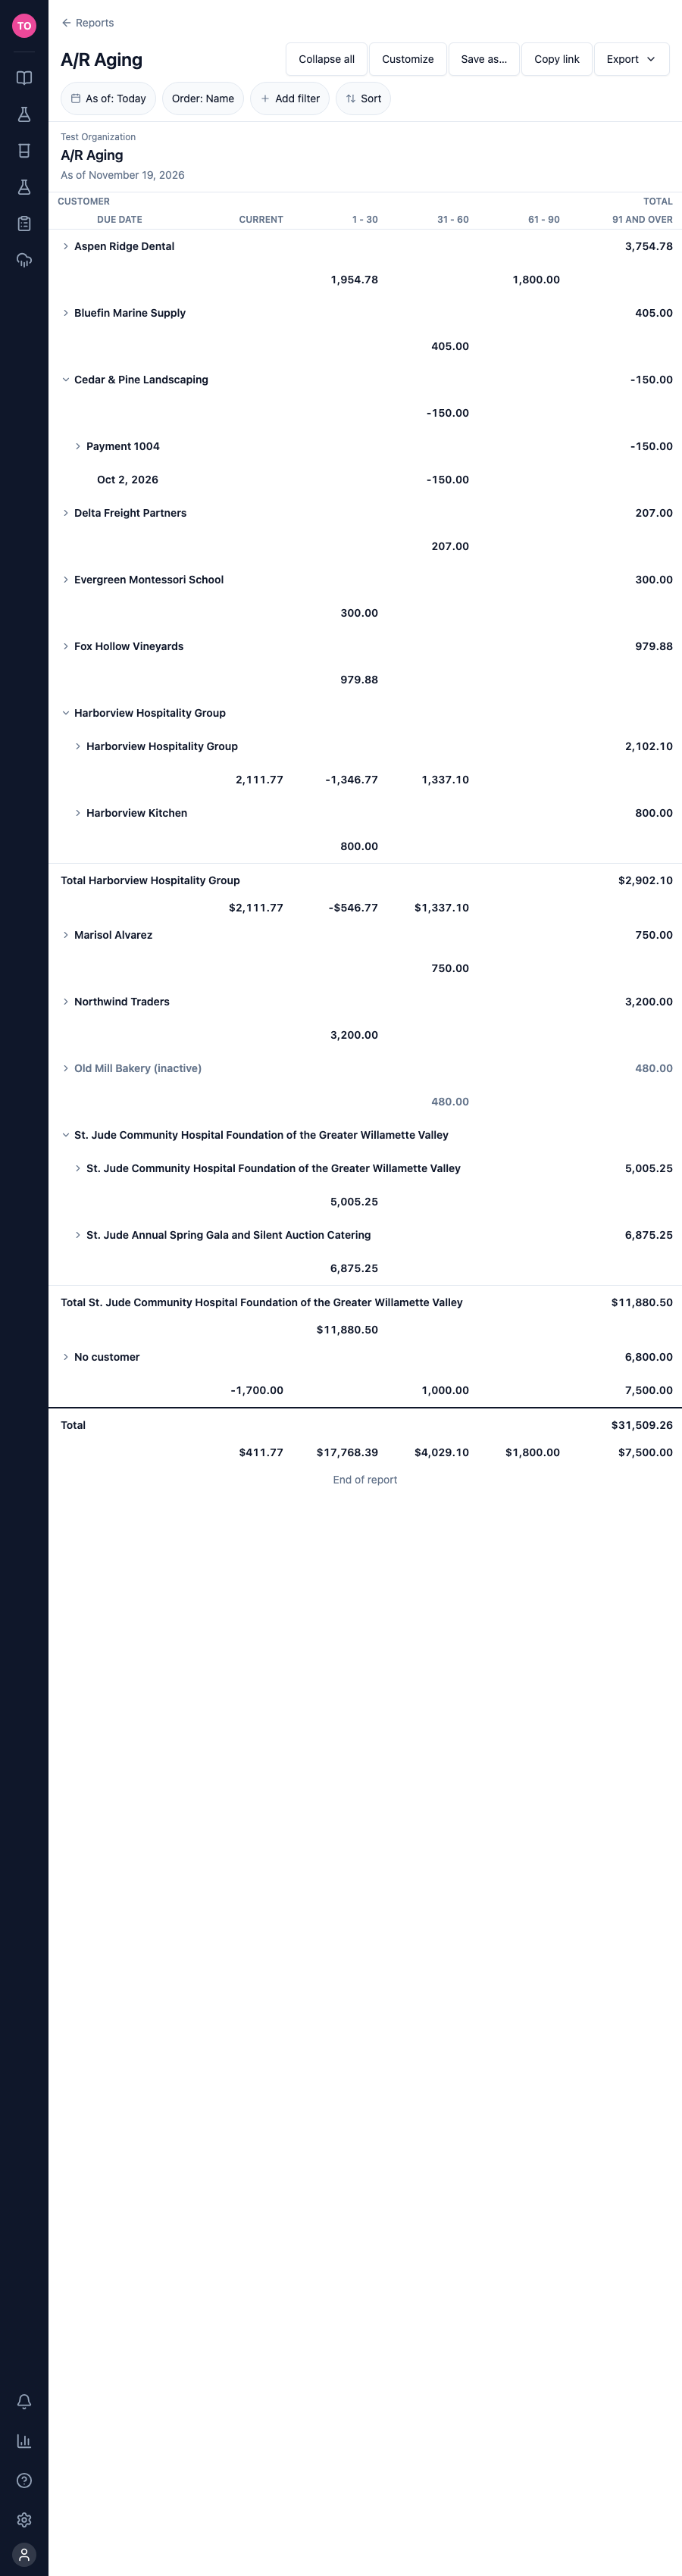 TO
Reports
A/R Aging
Collapse all Customize Save as... Copy link Export
As of: Today Order: Name Add filter Sort
Test Organization
A/R Aging
As of November 19, 2026
CUSTOMER TOTAL
DUE DATE CURRENT 1 - 30 31 - 60 61 - 90 91 AND OVER
Aspen Ridge Dental 3,754.78
1,954.78 1,800.00
Bluefin Marine Supply 405.00
405.00
Cedar & Pine Landscaping -150.00
-150.00
Payment 1004 -150.00
Oct 2, 2026 -150.00
Delta Freight Partners 207.00
207.00
Evergreen Montessori School 300.00
300.00
Fox Hollow Vineyards 979.88
979.88
Harborview Hospitality Group
Harborview Hospitality Group 2,102.10
2,111.77 -1,346.77 1,337.10
Harborview Kitchen 800.00
800.00
Total Harborview Hospitality Group $2,902.10
$2,111.77 -$546.77 $1,337.10
Marisol Alvarez 750.00
750.00
Northwind Traders 3,200.00
3,200.00
Old Mill Bakery (inactive) 480.00
480.00
St. Jude Community Hospital Foundation of the Greater Willamette Valley
St. Jude Community Hospital Foundation of the Greater Willamette Valley 5,005.25
5,005.25
St. Jude Annual Spring Gala and Silent Auction Catering 6,875.25
6,875.25
Total St. Jude Community Hospital Foundation of the Greater Willamette Valley $11,880.50
$11,880.50
No customer 6,800.00
-1,700.00 1,000.00 7,500.00
Total $31,509.26
$411.77 $17,768.39 $4,029.10 $1,800.00 $7,500.00
End of report